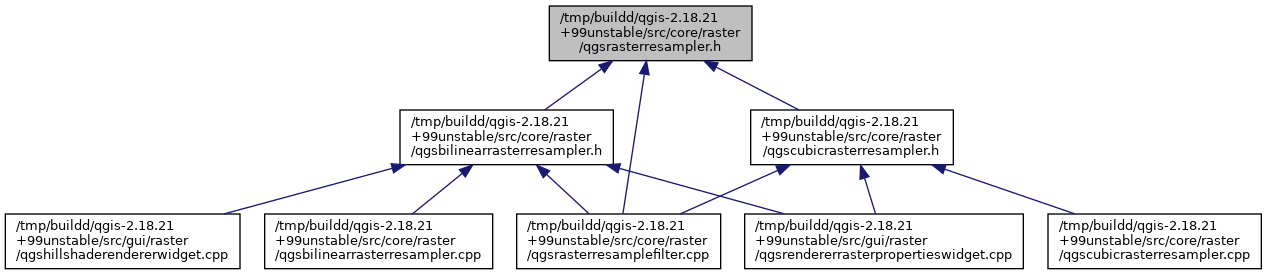 /tmp/buildd/qgis-2.18.21
+99unstable/src/core/raster
/qgsrasterresampler.h
/tmp/buildd/qgis-2.18.21
+99unstable/src/core/raster
/qgsbilinearrasterresampler.h
/tmp/buildd/qgis-2.18.21
+99unstable/src/core/raster
/qgscubicrasterresampler.h
/tmp/buildd/qgis-2.18.21
+99unstable/src/gui/raster
/qgshillshaderendererwidget.cpp
/tmp/buildd/qgis-2.18.21
+99unstable/src/core/raster
/qgsbilinearrasterresampler.cpp
/tmp/buildd/qgis-2.18.21
+99unstable/src/core/raster
/qgsrasterresamplefilter.cpp
/tmp/buildd/qgis-2.18.21
+99unstable/src/gui/raster
/qgsrendererrasterpropertieswidget.cpp
/tmp/buildd/qgis-2.18.21
+99unstable/src/core/raster
/qgscubicrasterresampler.cpp